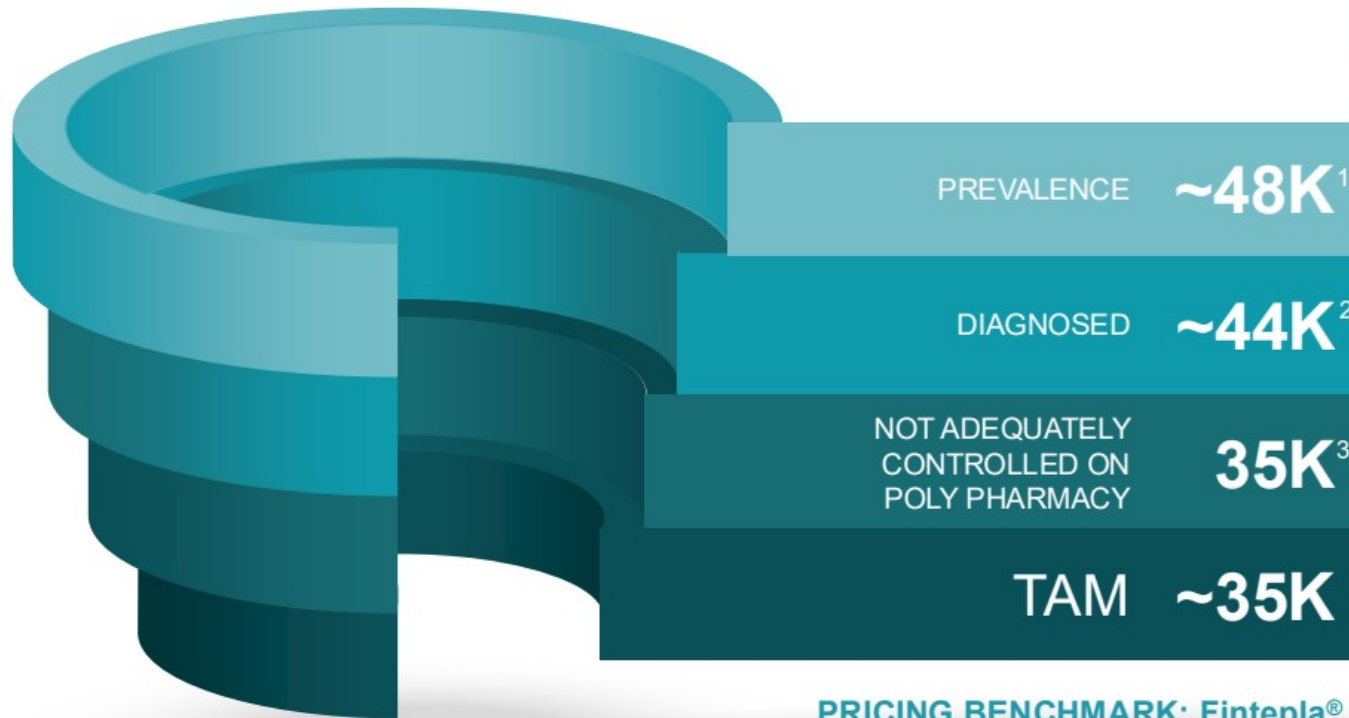 PREVALENCE ~48K1
DIAGNOSED ~44K2
NOT ADEQUATELY
CONTROLLED ON
POLY PHARMACY
35K3
TAM ~35K
PRICING BENCHMARK: Fintepla®